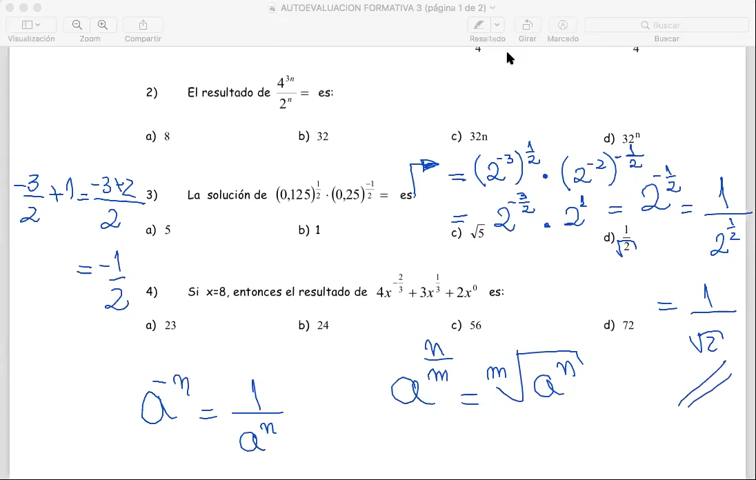 AUTOEVALUACION FORMATIVA 3 (página 1 de 2)
Visualización Zoom Compartir Resaltado Girar Marcado Buscar
Buscar
4 4
2) El resultado de 4^{3n}/2^{n} = es:
a) 8 b) 32 c) 32n d) 32^{n}
= (2^{-3})^{1/2} · (2^{-2})^{-1/2}
-3/2 + 1 = -3+2/2
3) La solución de (0,125)^{1/2} · (0,25)^{-1/2} = es
= 2^{-3/2} · 2^{1} = 2^{-1/2} = 1/2^{1/2}
a) 5 b) 1 c) √5 d) 1/√2
= -1/2
4) Si x=8, entonces el resultado de 4x^{-2/3} + 3x^{1/3} + 2x^{0} es:
= 1/√2
a) 23 b) 24 c) 56 d) 72
a^{-n} = 1/a^{n}
a^{n/m} = ^{m}√a^{n}